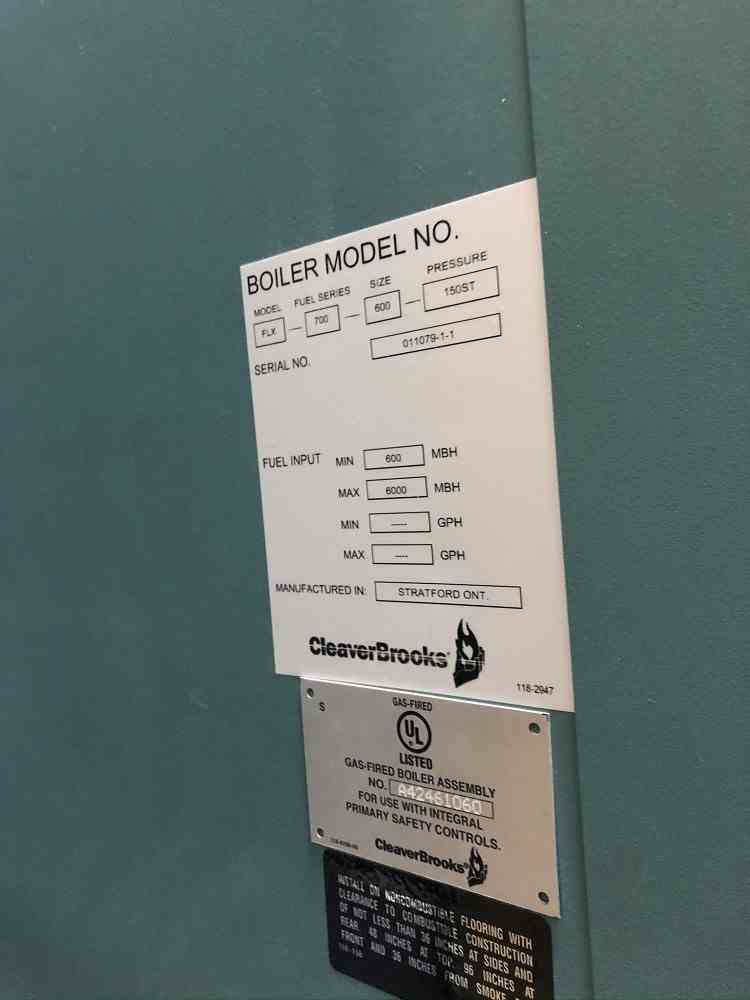 BOILER MODEL NO.
MODEL FUEL SERIES SIZE PRESSURE
FLX — 700 — 600 — 150ST
SERIAL NO. 011079-1-1
FUEL INPUT MIN 600 MBH
MAX 6000 MBH
MIN ----- GPH
MAX ---- GPH
MANUFACTURED IN: STRATFORD ONT.
CleaverBrooks
118-2947
S
GAS-FIRED
UL
LISTED
GAS-FIRED BOILER ASSEMBLY
NO. A42461060
FOR USE WITH INTEGRAL
PRIMARY SAFETY CONTROLS.
CleaverBrooks
INSTALL ON NONCOMBUSTIBLE FLOORING WITH
CLEARANCE TO COMBUSTIBLE CONSTRUCTION
OF NOT LESS THAN 36 INCHES AT SIDES AND
REAR 48 INCHES AT TOP. 96 INCHES AT
FRONT AND 36 INCHES FROM SMOKE